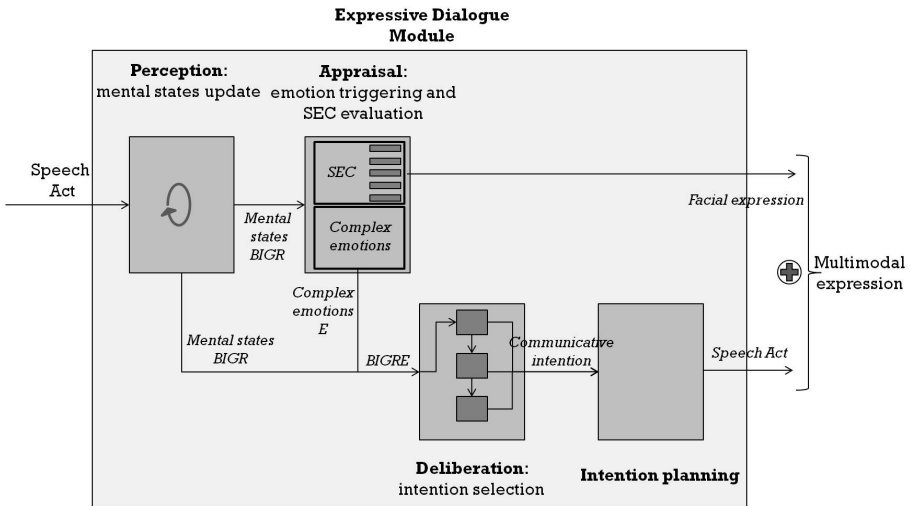 Expressive Dialogue
Module
Perception:
mental states update
Appraisal:
emotion triggering and
SEC evaluation
Speech
Act
SEC
Complex
emotions
Mental
states
BIGR
Facial expression
Multimodal
expression
Complex
emotions
E
Mental states
BIGR
BIGRE
Communicative
intention
Speech Act
Deliberation:
intention selection
Intention planning